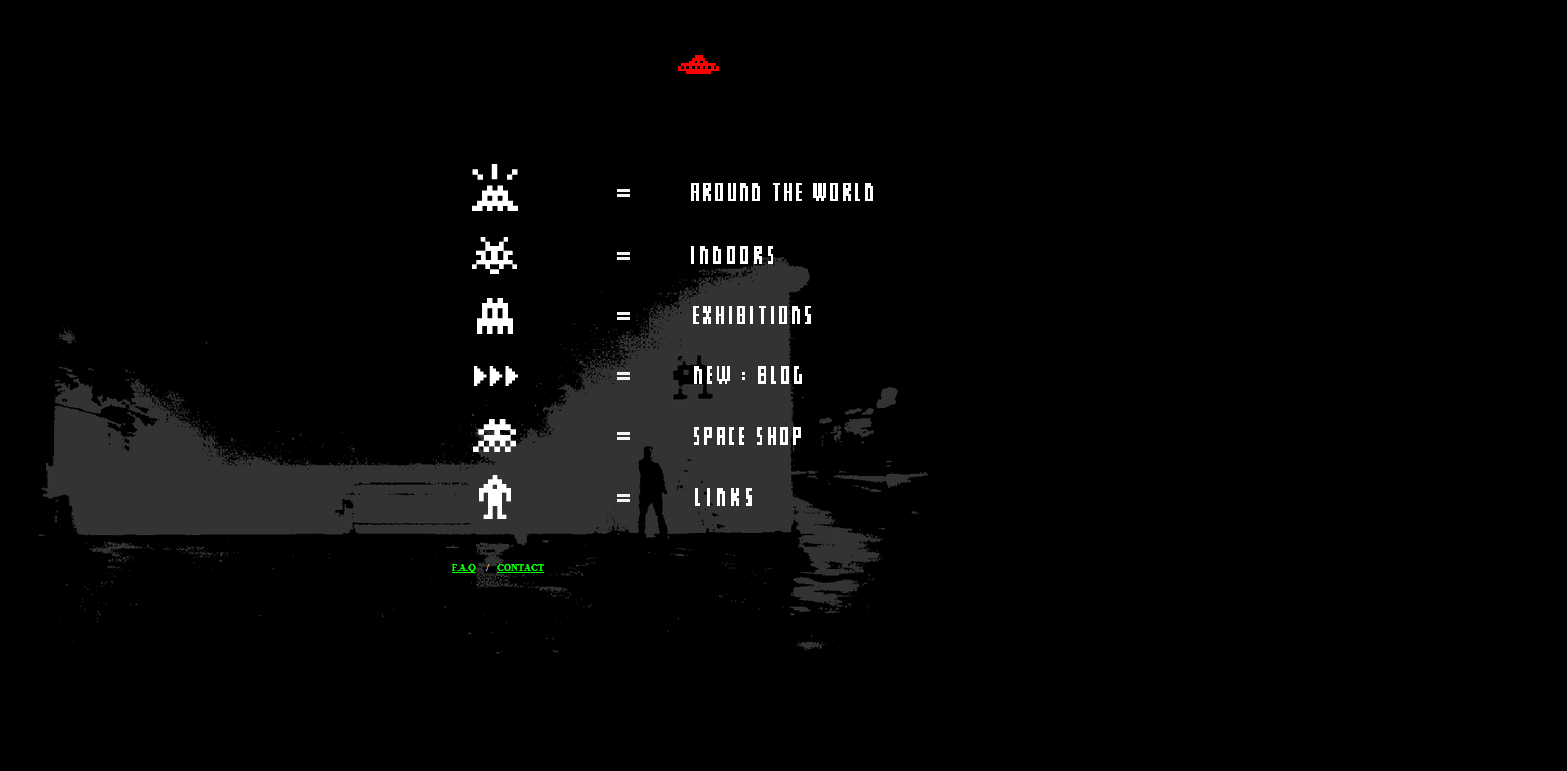 = AROUND THE WORLD
= INDOORS
= EXHIBITIONS
= NEW : BLOG
= SPACE SHOP
= LINKS
F.A.Q / CONTACT